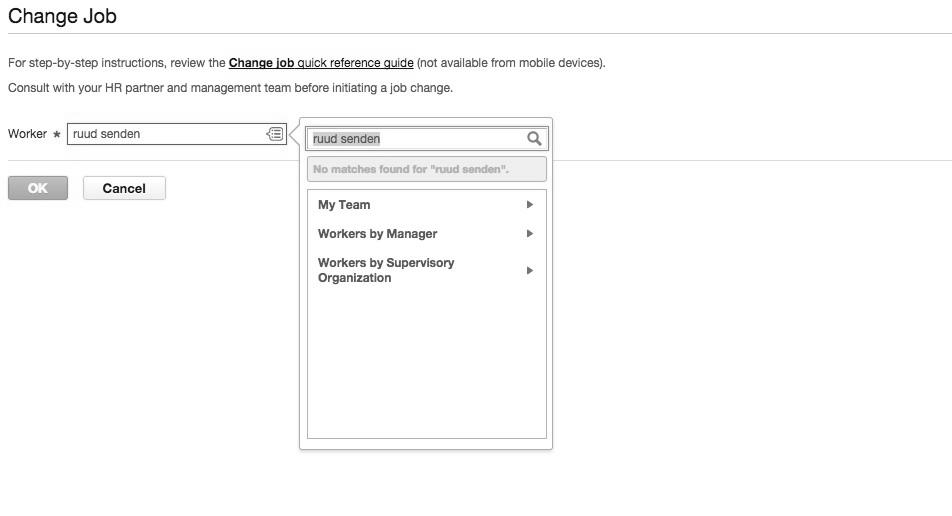 Change Job
For step-by-step instructions, review the Change job quick reference guide (not available from mobile devices).
Consult with your HR partner and management team before initiating a job change.
Worker * ruud senden
ruud senden
No matches found for "ruud senden".
My Team
Workers by Manager
Workers by Supervisory
Organization
OK
Cancel